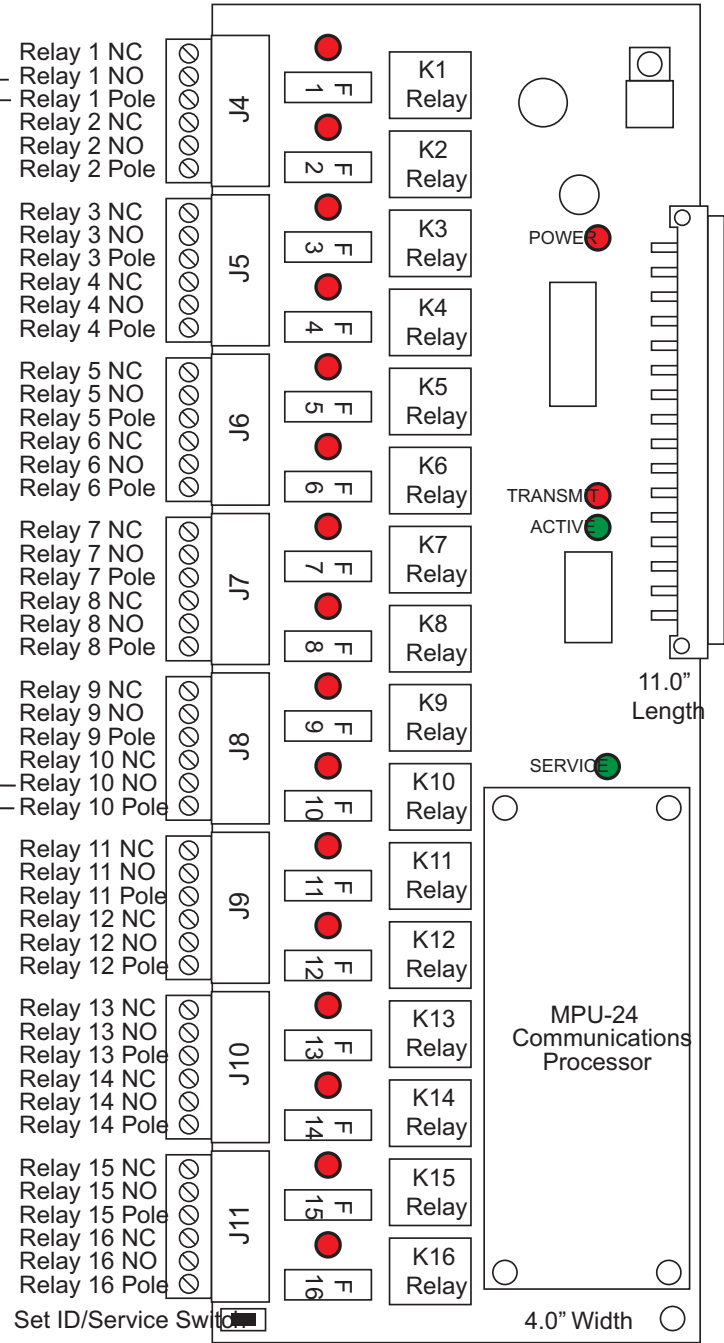 Relay 1 NC
Relay 1 NO
Relay 1 Pole
Relay 2 NC
Relay 2 NO
Relay 2 Pole
J4
F 1
F 2
K1
Relay
K2
Relay
Relay 3 NC
Relay 3 NO
Relay 3 Pole
Relay 4 NC
Relay 4 NO
Relay 4 Pole
J5
F 3
F 4
K3
Relay
K4
Relay
POWER
Relay 5 NC
Relay 5 NO
Relay 5 Pole
Relay 6 NC
Relay 6 NO
Relay 6 Pole
J6
F 5
F 6
K5
Relay
K6
Relay
TRANSMIT
ACTIVE
Relay 7 NC
Relay 7 NO
Relay 7 Pole
Relay 8 NC
Relay 8 NO
Relay 8 Pole
J7
F 7
F 8
K7
Relay
K8
Relay
11.0”
Length
Relay 9 NC
Relay 9 NO
Relay 9 Pole
Relay 10 NC
Relay 10 NO
Relay 10 Pole
J8
F 9
F 10
K9
Relay
K10
Relay
SERVICE
Relay 11 NC
Relay 11 NO
Relay 11 Pole
Relay 12 NC
Relay 12 NO
Relay 12 Pole
J9
F 11
F 12
K11
Relay
K12
Relay
Relay 13 NC
Relay 13 NO
Relay 13 Pole
Relay 14 NC
Relay 14 NO
Relay 14 Pole
J10
F 13
F 14
K13
Relay
K14
Relay
MPU-24
Communications
Processor
Relay 15 NC
Relay 15 NO
Relay 15 Pole
Relay 16 NC
Relay 16 NO
Relay 16 Pole
J11
F 15
F 16
K15
Relay
K16
Relay
Set ID/Service Switch
4.0” Width